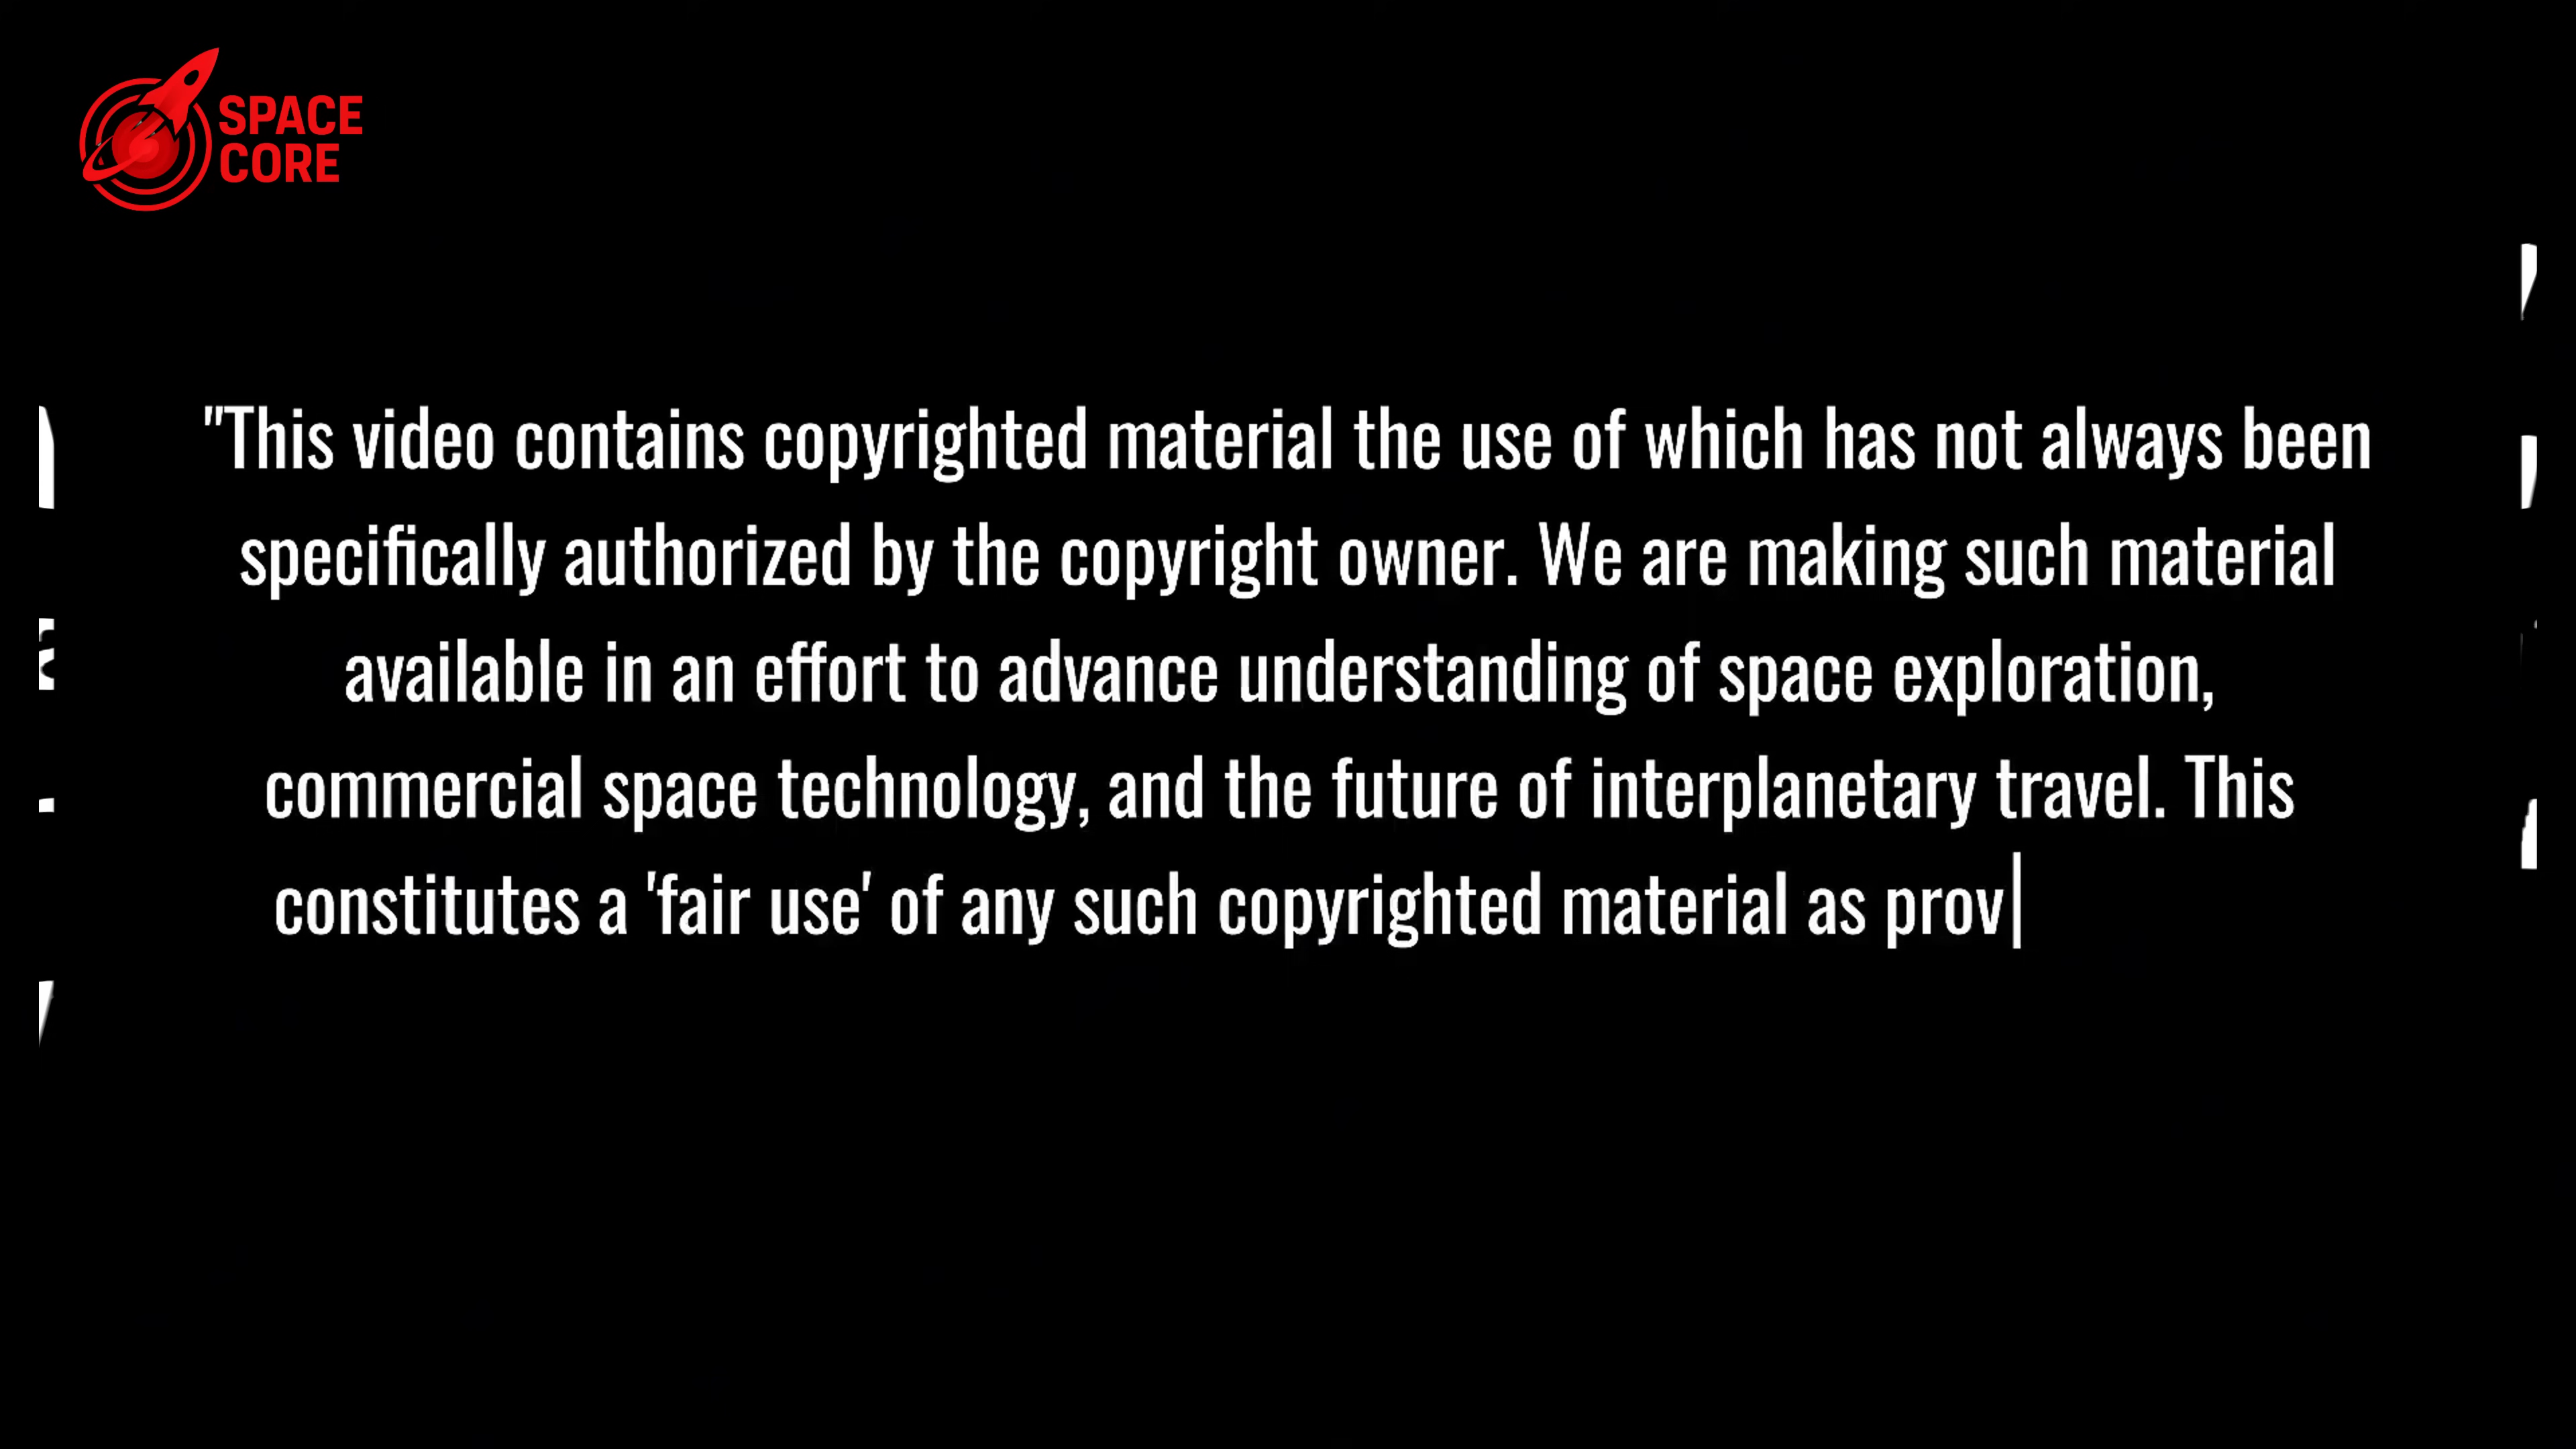 SPACE
CORE
"This video contains copyrighted material the use of which has not always been
specifically authorized by the copyright owner. We are making such material
available in an effort to advance understanding of space exploration,
commercial space technology, and the future of interplanetary travel. This
constitutes a 'fair use' of any such copyrighted material as prov